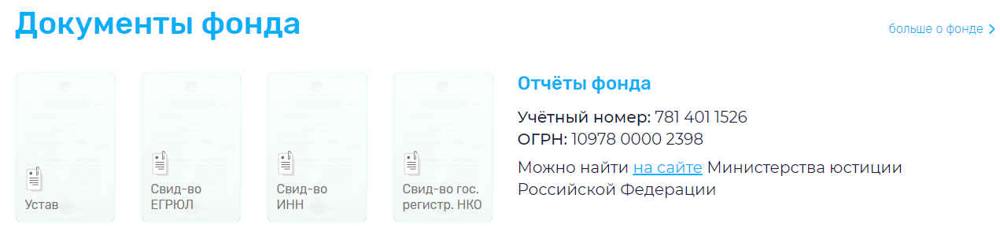 Документы фонда
больше о фонде
Устав
Свид-во
ЕГРЮЛ
Свид-во
ИНН
Свид-во гос.
регистр. НКО
Отчёты фонда
Учётный номер: 781 401 1526
ОГРН: 10978 0000 2398
Можно найти на сайте Министерства юстиции
Российской Федерации